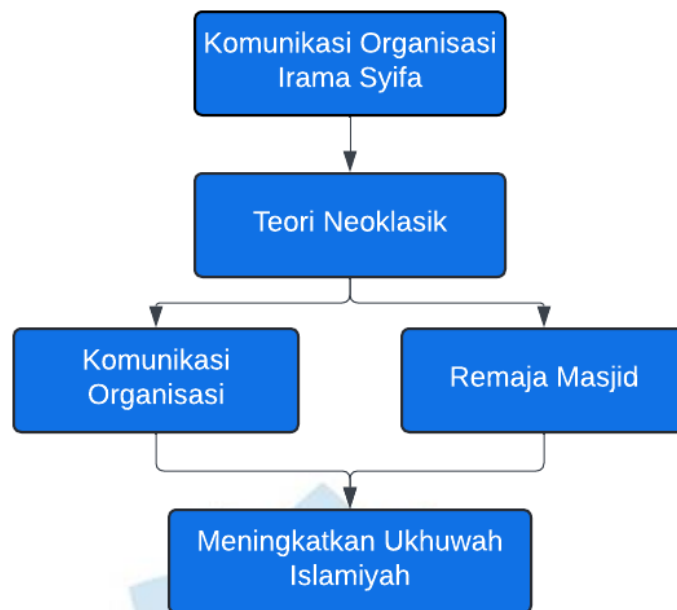 Komunikasi Organisasi
Irama Syifa
Teori Neoklasik
Komunikasi
Organisasi
Remaja Masjid
Meningkatkan Ukhuwah
Islamiyah